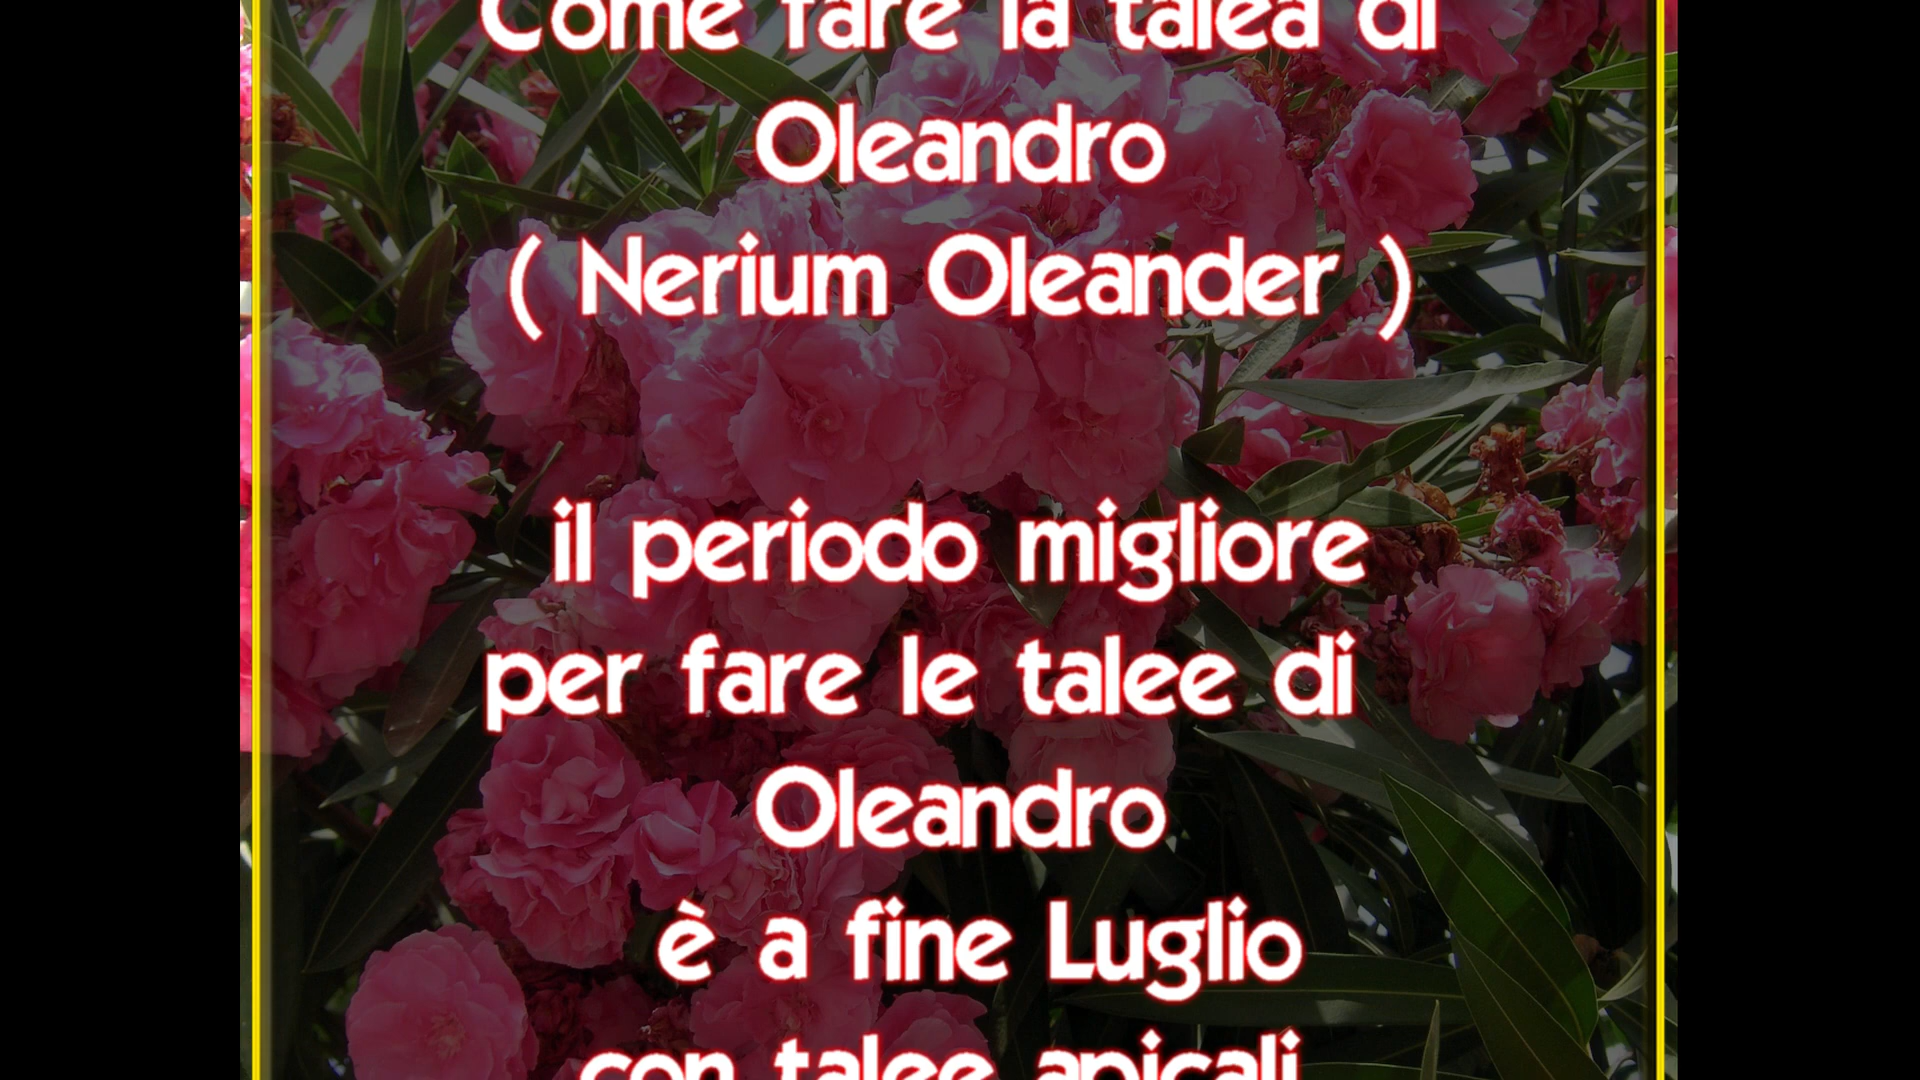 Come fare la talea di
Oleandro
( Nerium Oleander )
il periodo migliore
per fare le talee di
Oleandro
è a fine Luglio
con talee apicali